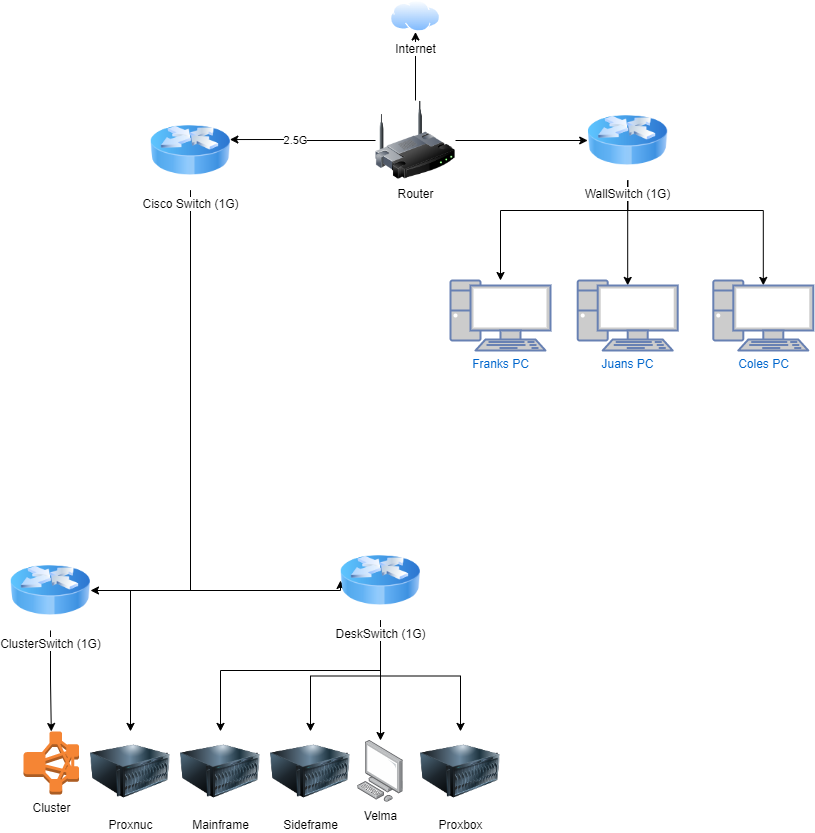 Internet
2.5G
Router
Cisco Switch (1G)
WallSwitch (1G)
Franks PC
Juans PC
Coles PC
ClusterSwitch (1G)
DeskSwitch (1G)
Cluster
Proxnuc
Mainframe
Sideframe
Velma
Proxbox